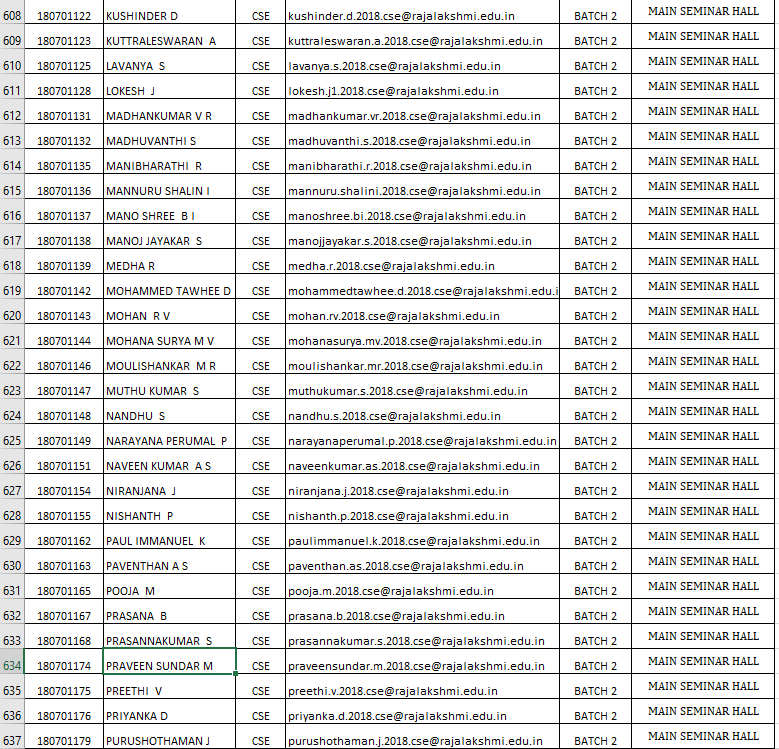 608 180701122 KUSHINDER D CSE kushinder.d.2018.cse@rajalakshmi.edu.in BATCH 2 MAIN SEMINAR HALL
609 180701123 KUTTRALESWARAN A CSE kuttraleswaran.a.2018.cse@rajalakshmi.edu.in BATCH 2 MAIN SEMINAR HALL
610 180701125 LAVANYA S CSE lavanya.s.2018.cse@rajalakshmi.edu.in BATCH 2 MAIN SEMINAR HALL
611 180701128 LOKESH J CSE lokesh.j1.2018.cse@rajalakshmi.edu.in BATCH 2 MAIN SEMINAR HALL
612 180701131 MADHANKUMAR V R CSE madhankumar.vr.2018.cse@rajalakshmi.edu.in BATCH 2 MAIN SEMINAR HALL
613 180701132 MADHUVANTHI S CSE madhuvanthi.s.2018.cse@rajalakshmi.edu.in BATCH 2 MAIN SEMINAR HALL
614 180701135 MANIBHARATHI R CSE manibharathi.r.2018.cse@rajalakshmi.edu.in BATCH 2 MAIN SEMINAR HALL
615 180701136 MANNURU SHALIN I CSE mannuru.shalini.2018.cse@rajalakshmi.edu.in BATCH 2 MAIN SEMINAR HALL
616 180701137 MANO SHREE B I CSE manoshree.bi.2018.cse@rajalakshmi.edu.in BATCH 2 MAIN SEMINAR HALL
617 180701138 MANOJ JAYAKAR S CSE manojjayakar.s.2018.cse@rajalakshmi.edu.in BATCH 2 MAIN SEMINAR HALL
618 180701139 MEDHA R CSE medha.r.2018.cse@rajalakshmi.edu.in BATCH 2 MAIN SEMINAR HALL
619 180701142 MOHAMMED TAWHEE D CSE mohammedtawhee.d.2018.cse@rajalakshmi.edu.i BATCH 2 MAIN SEMINAR HALL
620 180701143 MOHAN R V CSE mohan.rv.2018.cse@rajalakshmi.edu.in BATCH 2 MAIN SEMINAR HALL
621 180701144 MOHANA SURYA M V CSE mohanasurya.mv.2018.cse@rajalakshmi.edu.in BATCH 2 MAIN SEMINAR HALL
622 180701146 MOULISHANKAR M R CSE moulishankar.mr.2018.cse@rajalakshmi.edu.in BATCH 2 MAIN SEMINAR HALL
623 180701147 MUTHU KUMAR S CSE muthukumar.s.2018.cse@rajalakshmi.edu.in BATCH 2 MAIN SEMINAR HALL
624 180701148 NANDHU S CSE nandhu.s.2018.cse@rajalakshmi.edu.in BATCH 2 MAIN SEMINAR HALL
625 180701149 NARAYANA PERUMAL P CSE narayanaperumal.p.2018.cse@rajalakshmi.edu.in BATCH 2 MAIN SEMINAR HALL
626 180701151 NAVEEN KUMAR A S CSE naveenkumar.as.2018.cse@rajalakshmi.edu.in BATCH 2 MAIN SEMINAR HALL
627 180701154 NIRANJANA J CSE niranjana.j.2018.cse@rajalakshmi.edu.in BATCH 2 MAIN SEMINAR HALL
628 180701155 NISHANTH P CSE nishanth.p.2018.cse@rajalakshmi.edu.in BATCH 2 MAIN SEMINAR HALL
629 180701162 PAUL IMMANUEL K CSE paulimmanuel.k.2018.cse@rajalakshmi.edu.in BATCH 2 MAIN SEMINAR HALL
630 180701163 PAVENTHAN A S CSE paventhan.as.2018.cse@rajalakshmi.edu.in BATCH 2 MAIN SEMINAR HALL
631 180701165 POOJA M CSE pooja.m.2018.cse@rajalakshmi.edu.in BATCH 2 MAIN SEMINAR HALL
632 180701167 PRASANA B CSE prasana.b.2018.cse@rajalakshmi.edu.in BATCH 2 MAIN SEMINAR HALL
633 180701168 PRASANNAKUMAR S CSE prasannakumar.s.2018.cse@rajalakshmi.edu.in BATCH 2 MAIN SEMINAR HALL
634 180701174 PRAVEEN SUNDAR M CSE praveensundar.m.2018.cse@rajalakshmi.edu.in BATCH 2 MAIN SEMINAR HALL
635 180701175 PREETHI V CSE preethi.v.2018.cse@rajalakshmi.edu.in BATCH 2 MAIN SEMINAR HALL
636 180701176 PRIYANKA D CSE priyanka.d.2018.cse@rajalakshmi.edu.in BATCH 2 MAIN SEMINAR HALL
637 180701179 PURUSHOTHAMAN J CSE purushothaman.j.2018.cse@rajalakshmi.edu.in BATCH 2 MAIN SEMINAR HALL